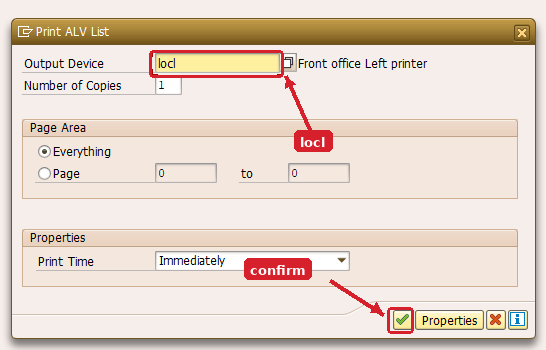 Print ALV List
Output Device locl Front office Left printer
Number of Copies 1
locl
Page Area
Everything
Page 0 to 0
Properties
Print Time Immediately
confirm
Properties